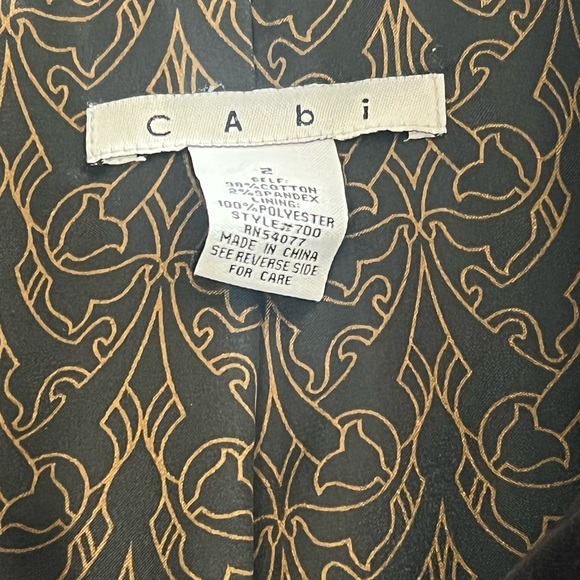 CAbi
2
SELF:
98%COTTON
2%SPANDEX
LINING:
100%POLYESTER
STYLE#700
RN54077
MADE IN CHINA
SEE REVERSE SIDE
FOR CARE